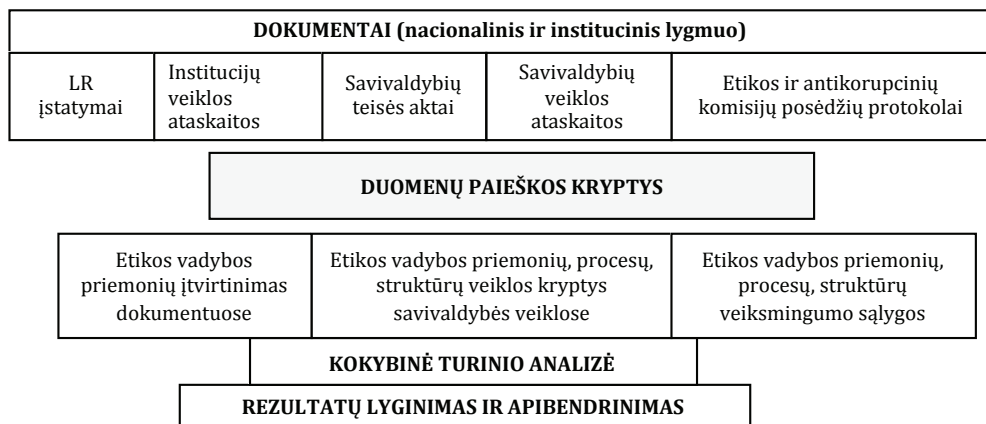 DOKUMENTAI (nacionalinis ir institucinis lygmuo)
LR
įstatymai
Institucijų
veiklos
ataskaitos
Savivaldybių
teisės aktai
Savivaldybių
veiklos
ataskaitos
Etikos ir antikorupcinių
komisijų posėdžių protokolai
DUOMENŲ PAIEŠKOS KRYPTYS
Etikos vadybos
priemonių įtvirtinimas
dokumentuose
Etikos vadybos priemonių, procesų,
struktūrų veiklos kryptys
savivaldybės veiklose
Etikos vadybos priemonių,
procesų, struktūrų
veiksmingumo sąlygos
KOKYBINĖ TURINIO ANALIZĖ
REZULTATŲ LYGINIMAS IR APIBENDRINIMAS